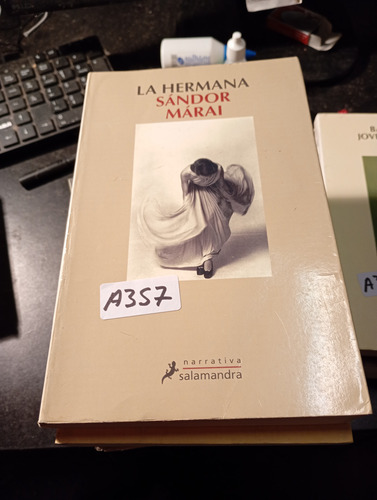 LA HERMANA
SÁNDOR
MÁRAI
A357
narrativa
salamandra